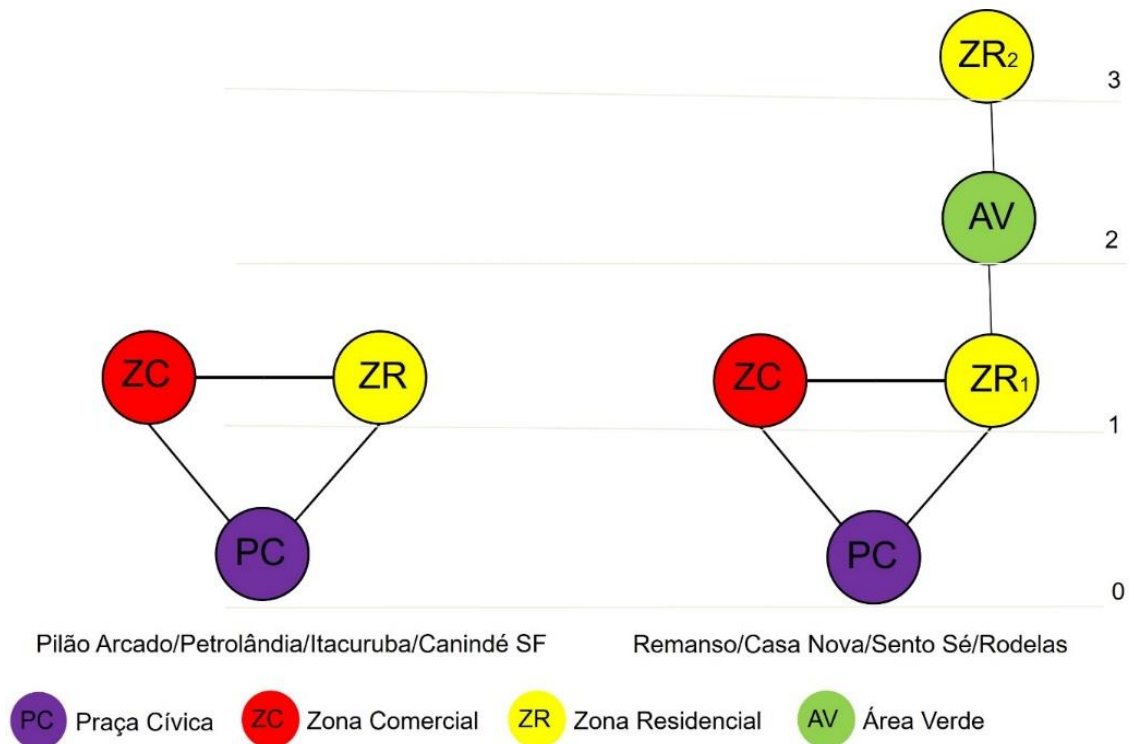 ZR2
3
AV
2
ZC ZR ZC ZR1
1
PC PC
0
Pilão Arcado/Petrolândia/Itacuruba/Canindé SF Remanso/Casa Nova/Sento Sé/Rodelas
PC Praça Cívica ZC Zona Comercial ZR Zona Residencial AV Área Verde